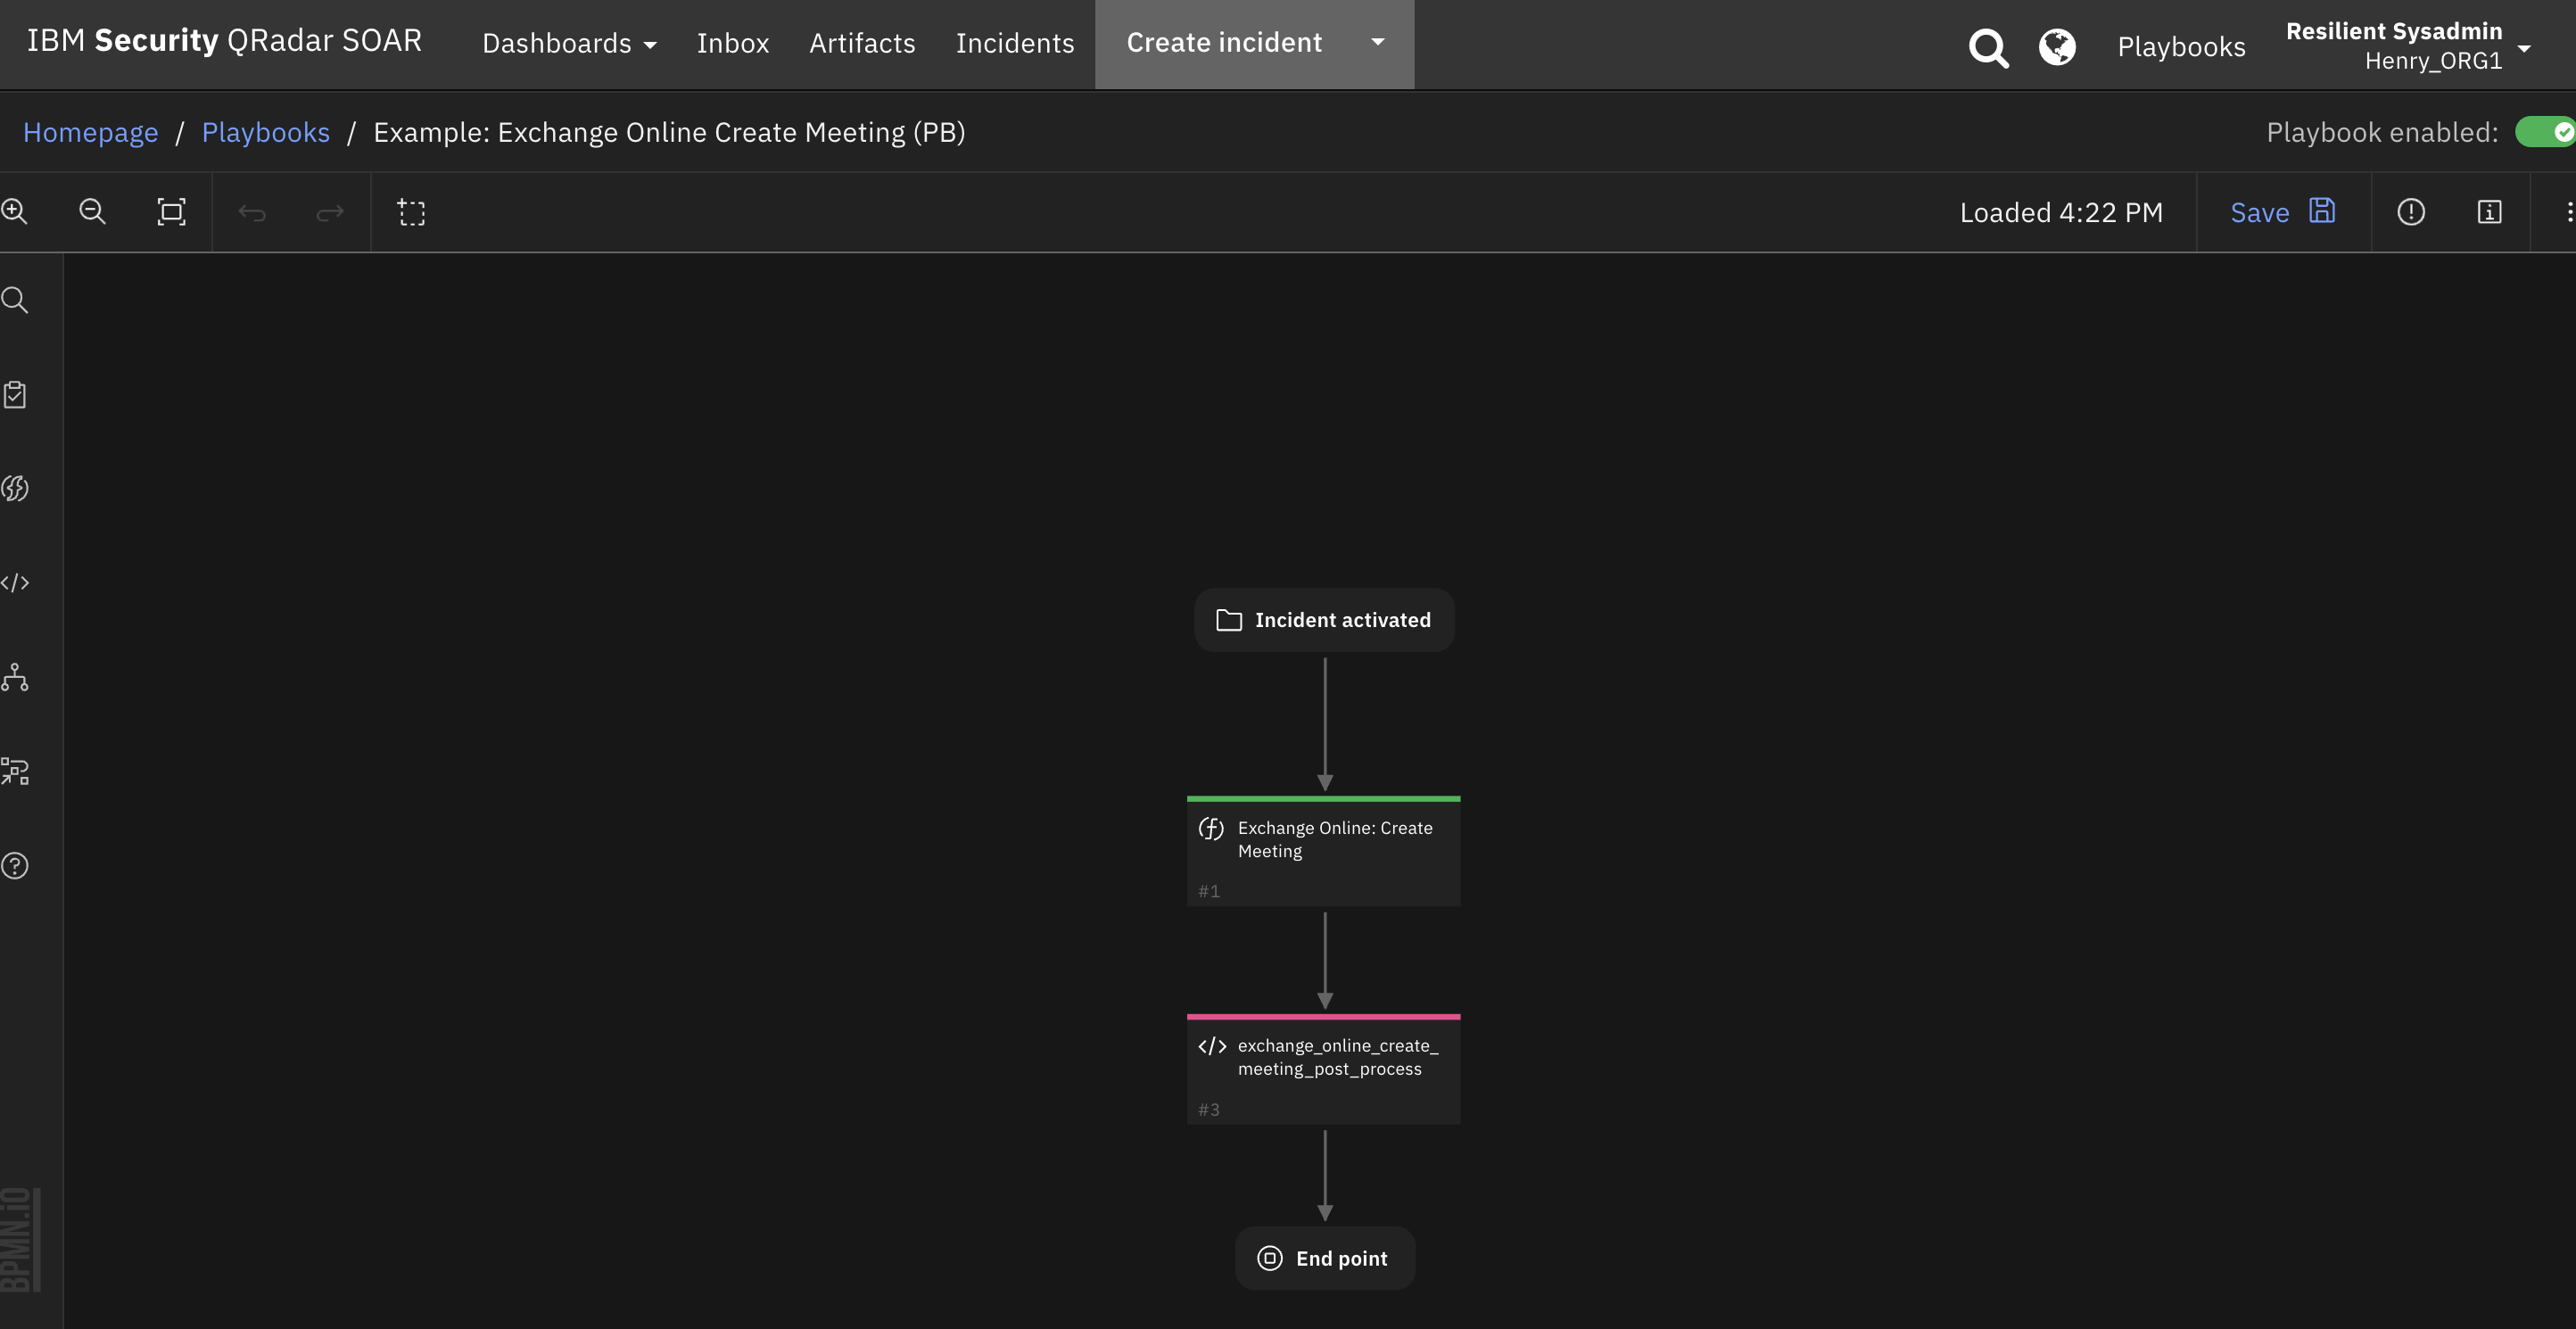 IBM Security QRadar SOAR Dashboards Inbox Artifacts Incidents Create incident Playbooks Resilient Sysadmin
Henry_ORG1
Homepage / Playbooks / Example: Exchange Online Create Meeting (PB) Playbook enabled:
Loaded 4:22 PM Save
Incident activated
Exchange Online: Create
Meeting
#1
exchange_online_create_
meeting_post_process
#3
End point
BPMN.iO